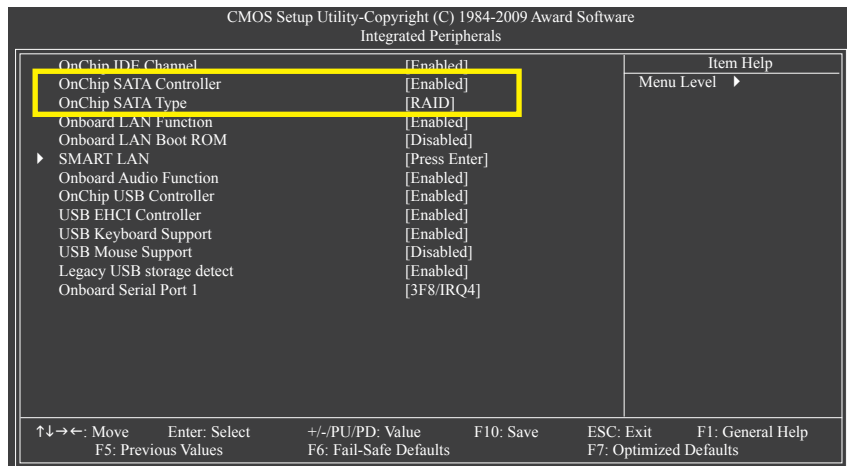 CMOS Setup Utility-Copyright (C) 1984-2009 Award Software
Integrated Peripherals
OnChip IDE Channel [Enabled]
OnChip SATA Controller [Enabled]
OnChip SATA Type [RAID]
Onboard LAN Function [Enabled]
Onboard LAN Boot ROM [Disabled]
SMART LAN [Press Enter]
Onboard Audio Function [Enabled]
OnChip USB Controller [Enabled]
USB EHCI Controller [Enabled]
USB Keyboard Support [Enabled]
USB Mouse Support [Disabled]
Legacy USB storage detect [Enabled]
Onboard Serial Port 1 [3F8/IRQ4]
Item Help
Menu Level
↑↓→←: Move Enter: Select +/-/PU/PD: Value F10: Save ESC: Exit F1: General Help
F5: Previous Values F6: Fail-Safe Defaults F7: Optimized Defaults